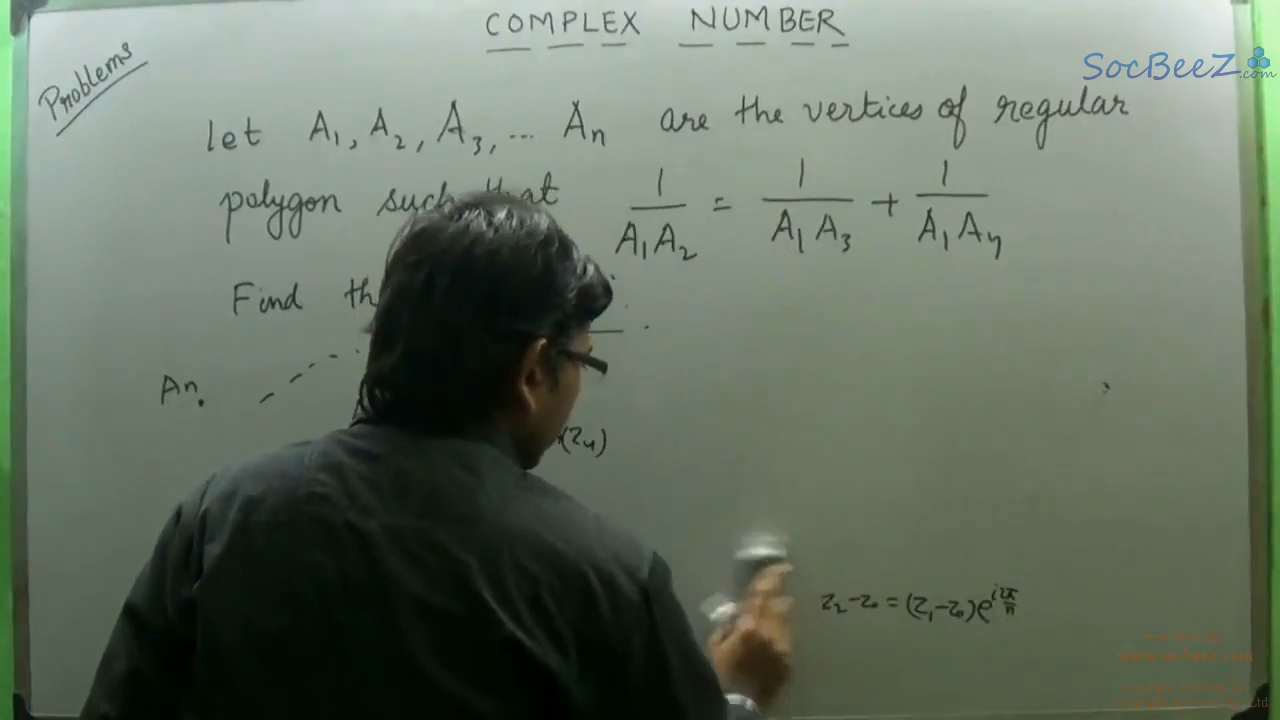 COMPLEX NUMBER
SocBeeZ.com
Problems
let A₁, A₂, A₃, ... Aₙ are the vertices of regular
polygon such that 1/(A₁A₂) = 1/(A₁A₃) + 1/(A₁A₄)
Find
An
(z₄)
z₂-z₀ = (z₁-z₀)e^(i2π/n)